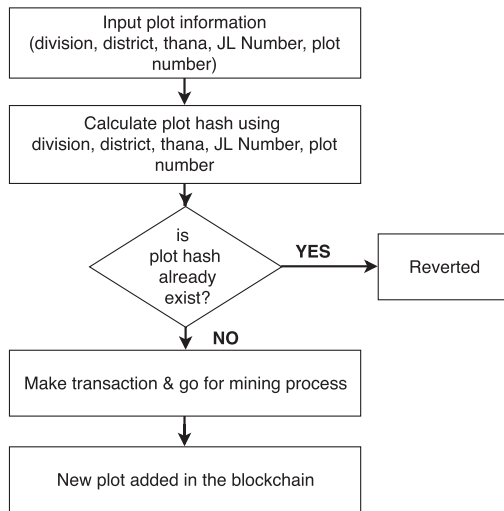 Input plot information
(division, district, thana, JL Number, plot
number)
Calculate plot hash using
division, district, thana, JL Number, plot
number
is
plot hash
already
exist?
YES
Reverted
NO
Make transaction & go for mining process
New plot added in the blockchain